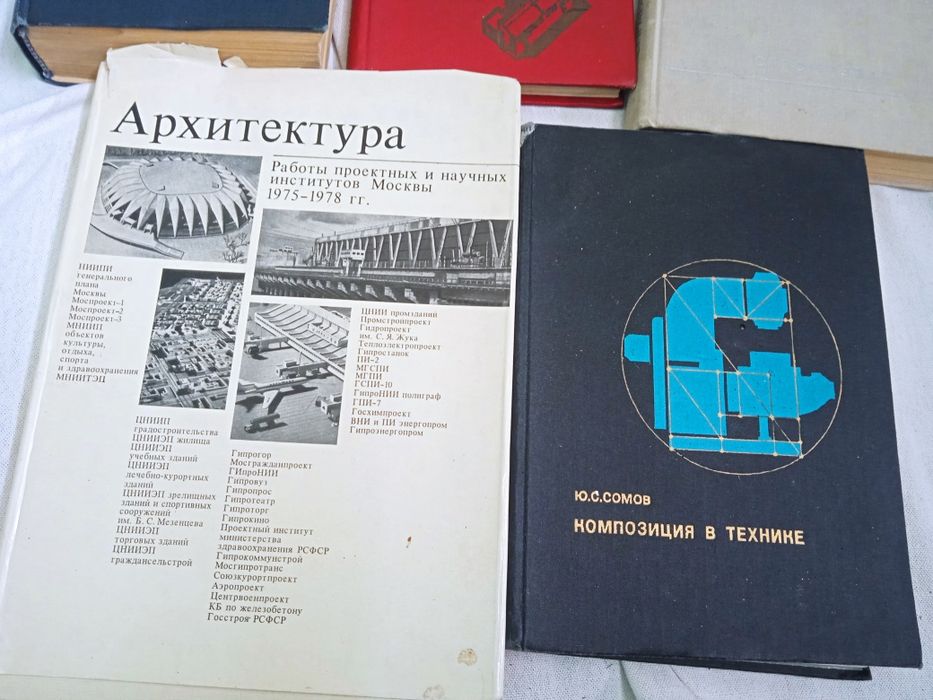 Архитектура
Работы проектных и научных
институтов Москвы
1975-1978 гг.
НИИПИ
генерального
плана
Москвы
Моспроект-1
Моспроект-2
Моспроект-3
МНИИП
объектов
культуры,
отдыха,
спорта
и здравоохранения
МНИИТЭП
ЦНИИ промзданий
Промстройпроект
Гидропроект
им. С. Я. Жука
Теплоэлектропроект
Гипростанок
ПИ-2
МГСПИ
МГПИ
ГСПИ-10
ГипроНИИ полиграф
ГПИ-7
Госхимпроект
ВНИ и ПИ энергопром
Гипроэнергопром
ЦНИИП
градостроительства
ЦНИИЭП жилища
ЦНИИЭП
учебных зданий
ЦНИИЭП
лечебно-курортных
зданий
ЦНИИЭП зрелищных
зданий и спортивных
сооружений
им. Б. С. Мезенцева
ЦНИИЭП
торговых зданий
ЦНИИЭП
граждансельстрой
Гипрогор
Мосгражданпроект
ГИпроНИИ
Гипровуз
Гипропрос
Гипротеатр
Гипроторг
Гипрокино
Проектный институт
министерства
здравоохранения РСФСР
Гипрокоммунстрой
Мосгипротранс
Союзкурортпроект
Аэропроект
Центрвоенпроект
КБ по железобетону
Госстроя РСФСР
Ю.С.СОМОВ
КОМПОЗИЦИЯ В ТЕХНИКЕ